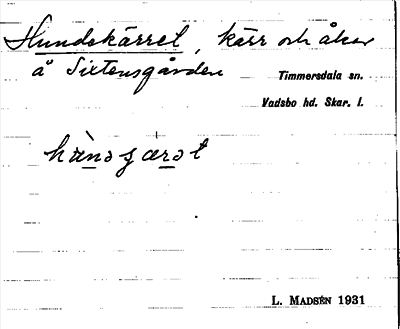 Hundskärret, kärr och åker
å Sixtensgården
Timmersdala sn.
Vadsbo hd. Skar. l.
L. MADSÉN 1931